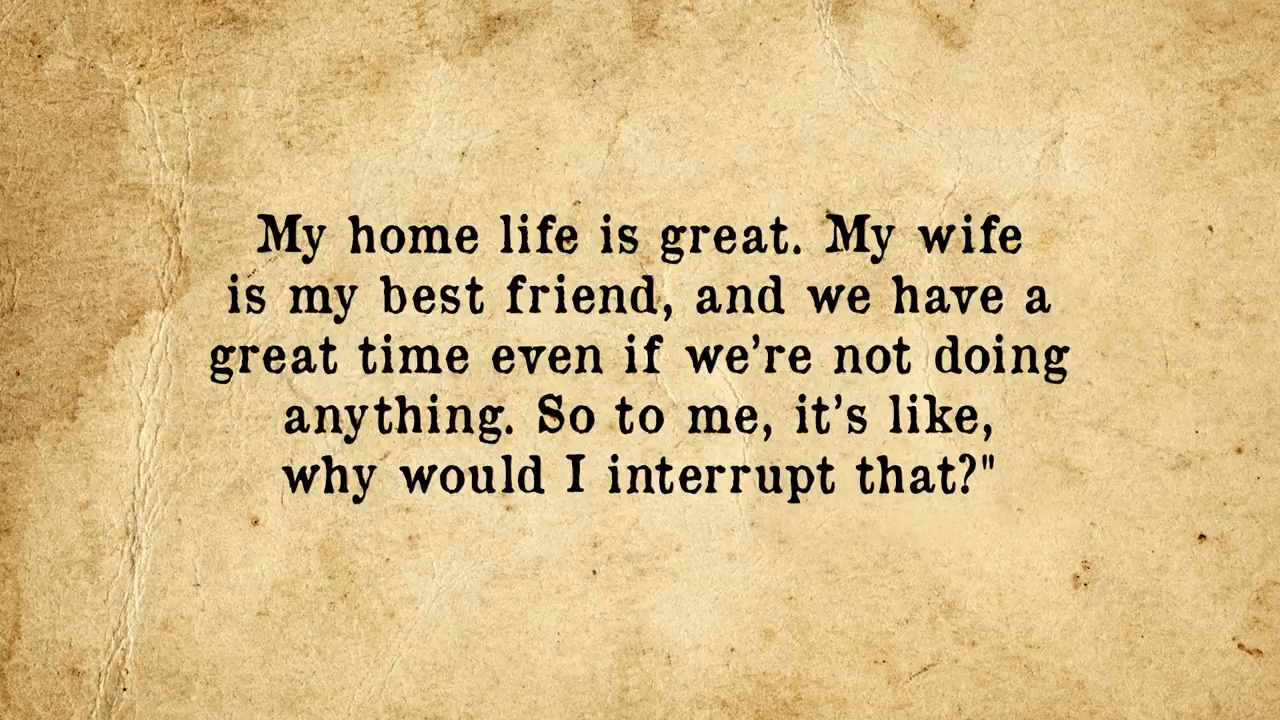 My home life is great. My wife
is my best friend, and we have a
great time even if we're not doing
anything. So to me, it's like,
why would I interrupt that?"